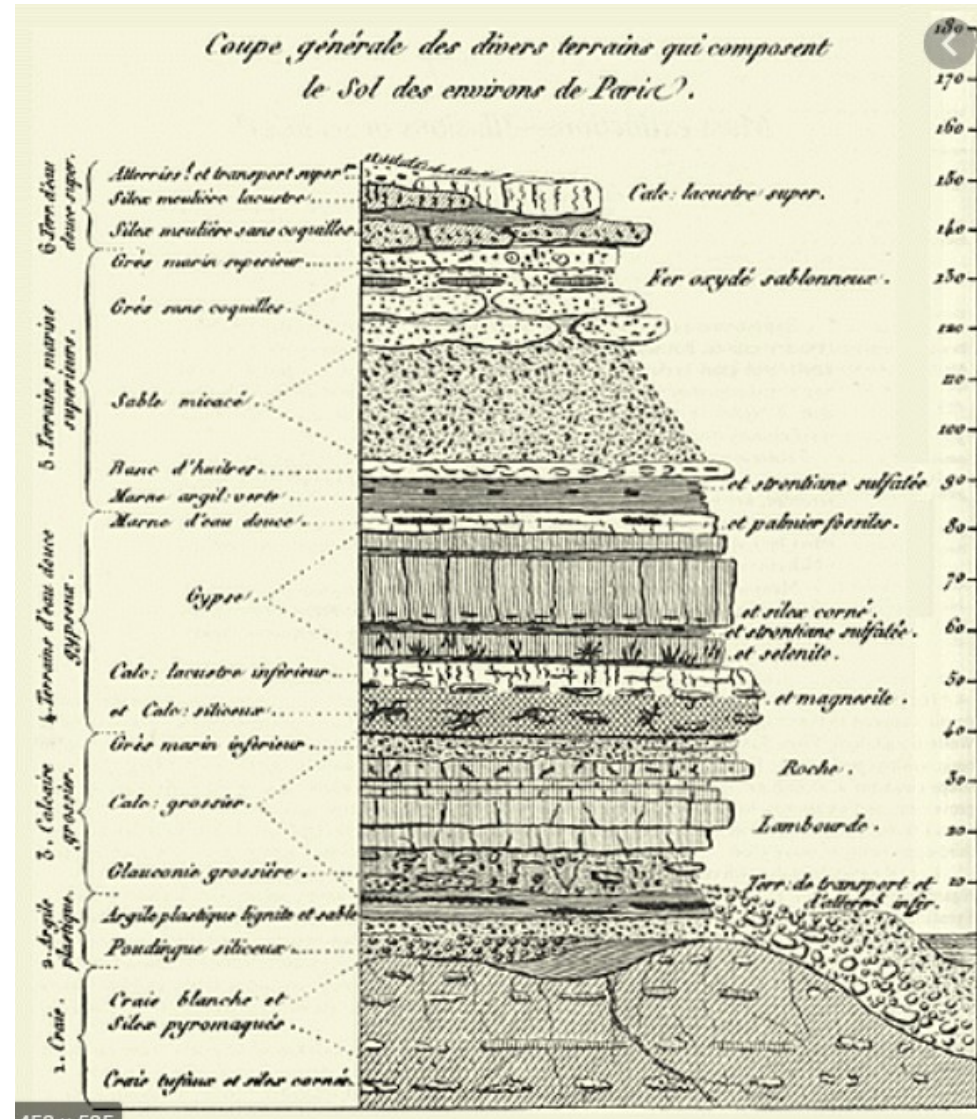 Coupe générale des divers terrains qui composent
le Sol des environs de Paris.
6. Terr. d'eau
douce super.
5. Terrains marins
superieurs.
4. Terrains d'eau douce
gypseux.
3. Calcaire
grossier.
2. Argile
plastique.
1. Craie.
Atterriss.t et transport super.r
Silex meulière lacustre
Silex meulière sans coquilles
Grès marin superieur
Grès sans coquilles
Sable micacé
Banc d'huitres
Marne argil: verte
Marne d'eau douce
Gypse
Calc: lacustre inférieur
et Calc: siliceux
Grès marin inférieur
Calc: grossier
Glauconie grossière
Argile plastique lignite et sable
Poudingue siliceux
Craie blanche et
Silex pyromaques
Craie tufaux et silex cornés
Calc: lacustre super.
Fer oxydé sablonneux.
et strontiane sulfatée
et palmier fossiles.
et silex corné.
et strontiane sulfatée.
et selenite.
et magnesite.
Roche.
Lambourde.
Terr. de transport et
d'atterr.t infer.
180
170
160
150
140
130
120
110
100
90
80
70
60
50
40
30
20
10